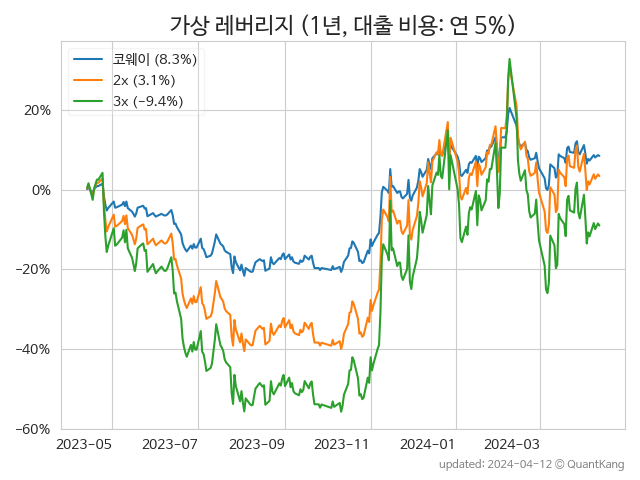 가상 레버리지 (1년, 대출 비용: 연 5%)
코웨이 (8.3%)
2x (3.1%)
3x (−9.4%)
20%
0%
−20%
−40%
−60%
2023-05 2023-07 2023-09 2023-11 2024-01 2024-03
updated: 2024-04-12 © QuantKang